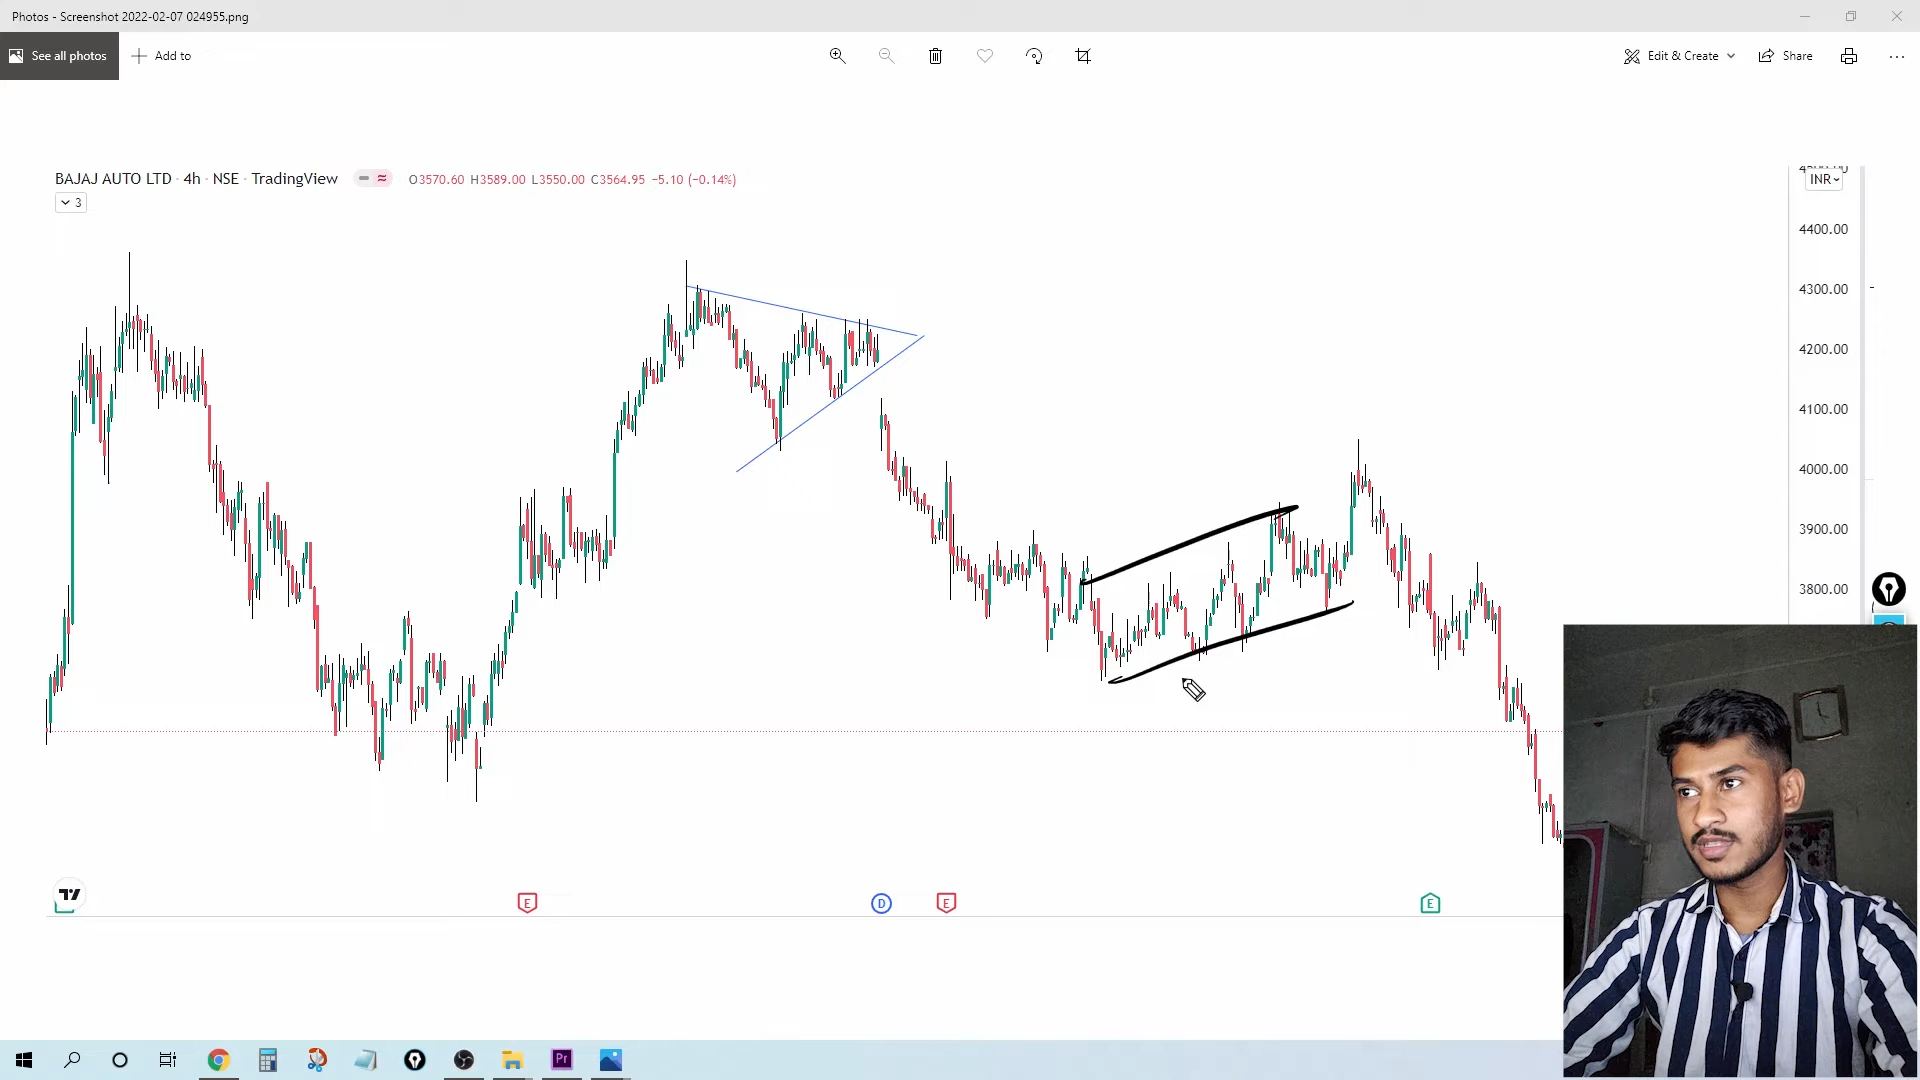 Photos - Screenshot 2022-02-07 024955.png
See all photos
Add to
Edit & Create
Share
BAJAJ AUTO LTD · 4h · NSE · TradingView
O3570.60 H3589.00 L3550.00 C3564.95 −5.10 (−0.14%)
3
INR
4400.00
4300.00
4200.00
4100.00
4000.00
3900.00
3800.00
E
D
E
E
Pr